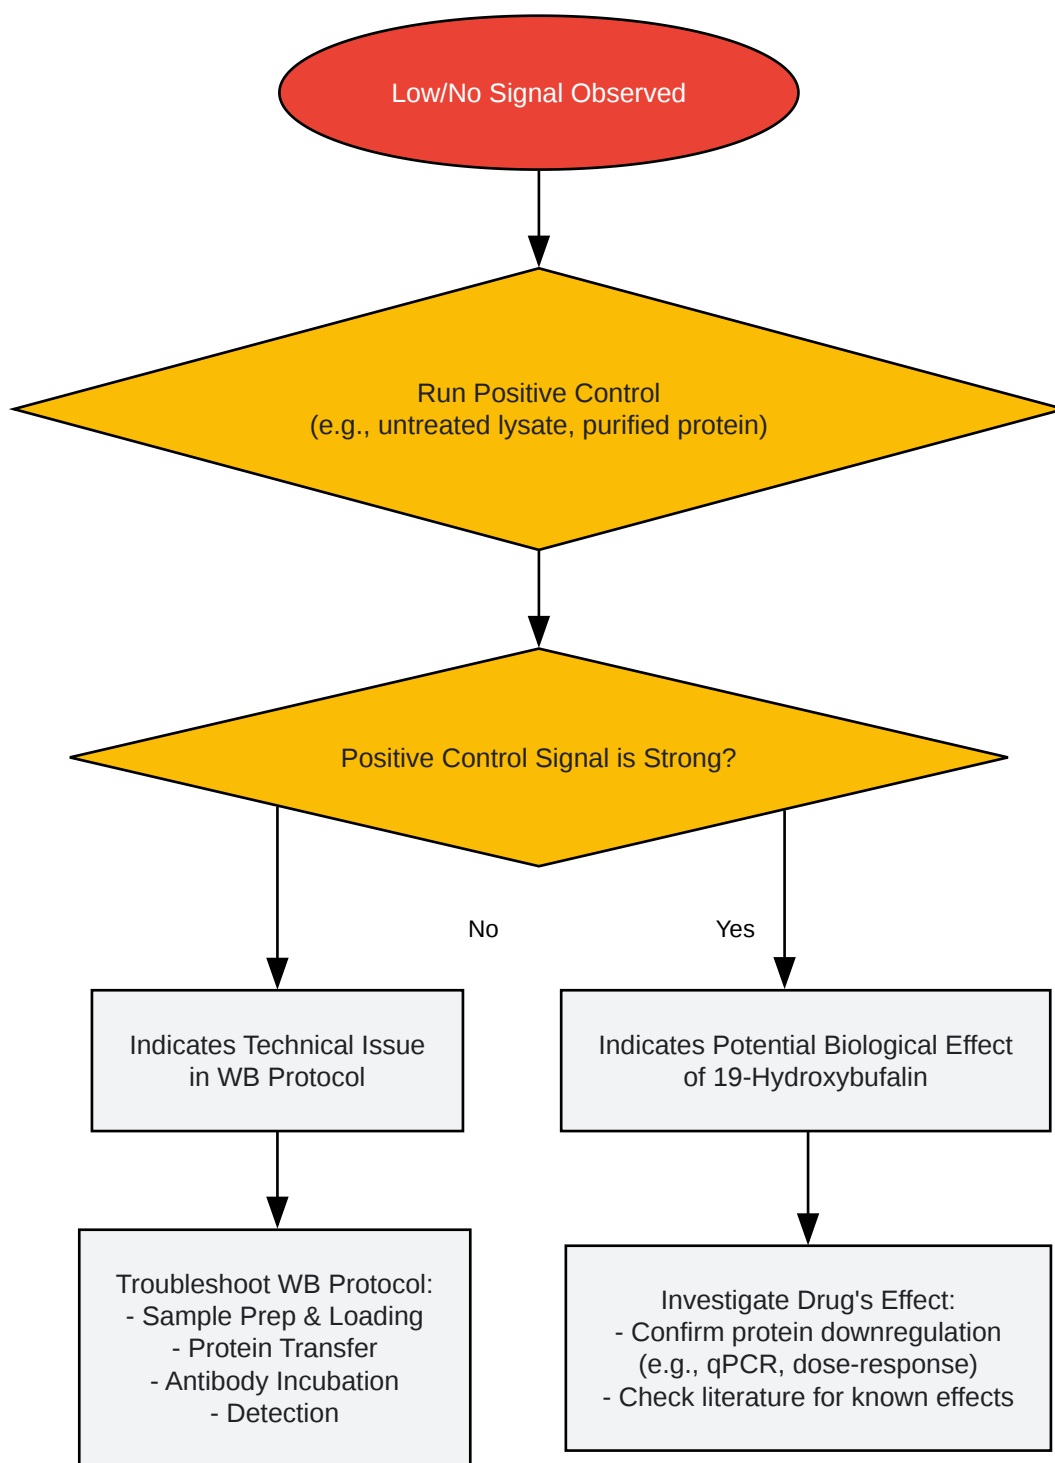 Low/No Signal Observed
Run Positive Control
(e.g., untreated lysate, purified protein)
Positive Control Signal is Strong?
No
Yes
Indicates Technical Issue
in WB Protocol
Indicates Potential Biological Effect
of 19-Hydroxybufalin
Troubleshoot WB Protocol:
- Sample Prep & Loading
- Protein Transfer
- Antibody Incubation
- Detection
Investigate Drug's Effect:
- Confirm protein downregulation
(e.g., qPCR, dose-response)
- Check literature for known effects